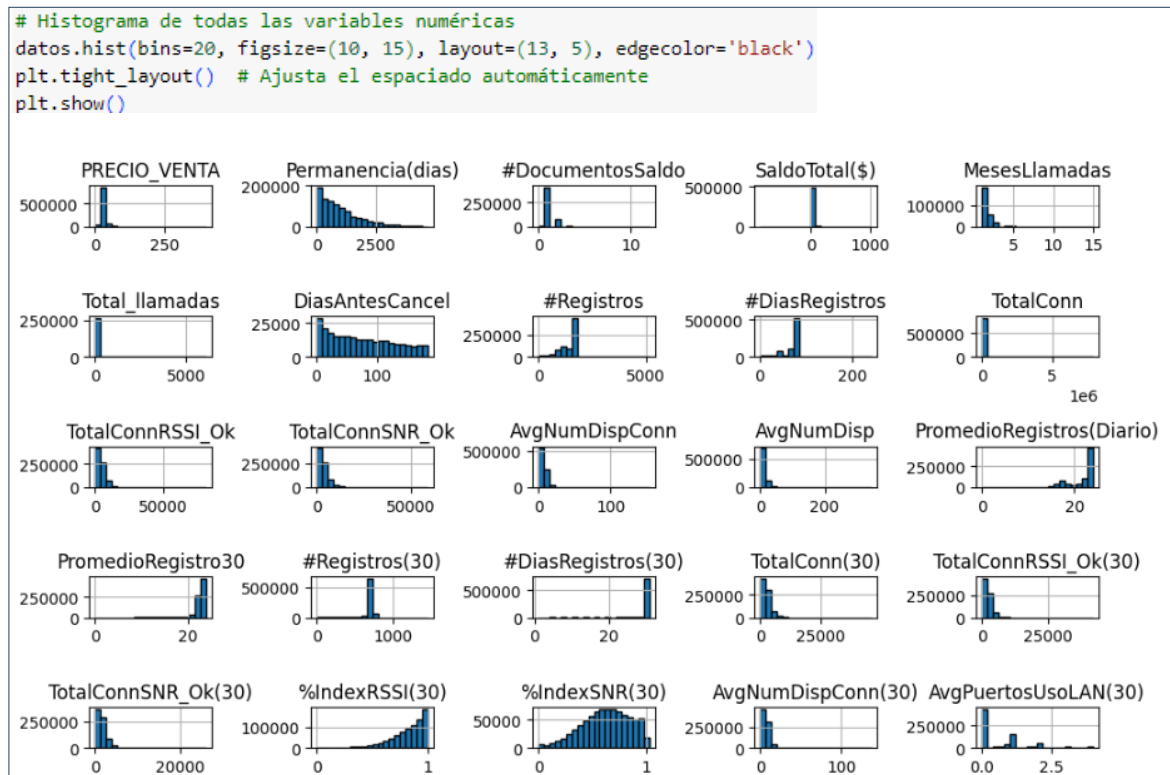 # Histograma de todas las variables numéricas
datos.hist(bins=20, figsize=(10, 15), layout=(13, 5), edgecolor='black')
plt.tight_layout()  # Ajusta el espaciado automáticamente
plt.show()
PRECIO_VENTA Permanencia(dias) #DocumentosSaldo SaldoTotal($) MesesLlamadas
500000 200000 250000 500000 100000
0 0 0 0 0
0 250 0 2500 0 10 0 1000 5 10 15
Total_llamadas DiasAntesCancel #Registros #DiasRegistros TotalConn
250000 25000 250000 500000 500000
0 0 0 0 0
0 5000 0 100 0 5000 0 200 0 5
1e6
TotalConnRSSI_Ok TotalConnSNR_Ok AvgNumDispConn AvgNumDisp PromedioRegistros(Diario)
250000 250000 500000 500000 250000
0 0 0 0 0
0 50000 0 50000 0 100 0 200 0 20
PromedioRegistro30 #Registros(30) #DiasRegistros(30) TotalConn(30) TotalConnRSSI_Ok(30)
250000 500000 500000 250000 250000
0 0 0 0 0
0 20 0 1000 0 20 0 25000 0 25000
TotalConnSNR_Ok(30) %IndexRSSI(30) %IndexSNR(30) AvgNumDispConn(30) AvgPuertosUsoLAN(30)
250000 100000 50000 250000 250000
0 0 0 0 0
0 20000 0 1 0 1 0 100 0.0 2.5